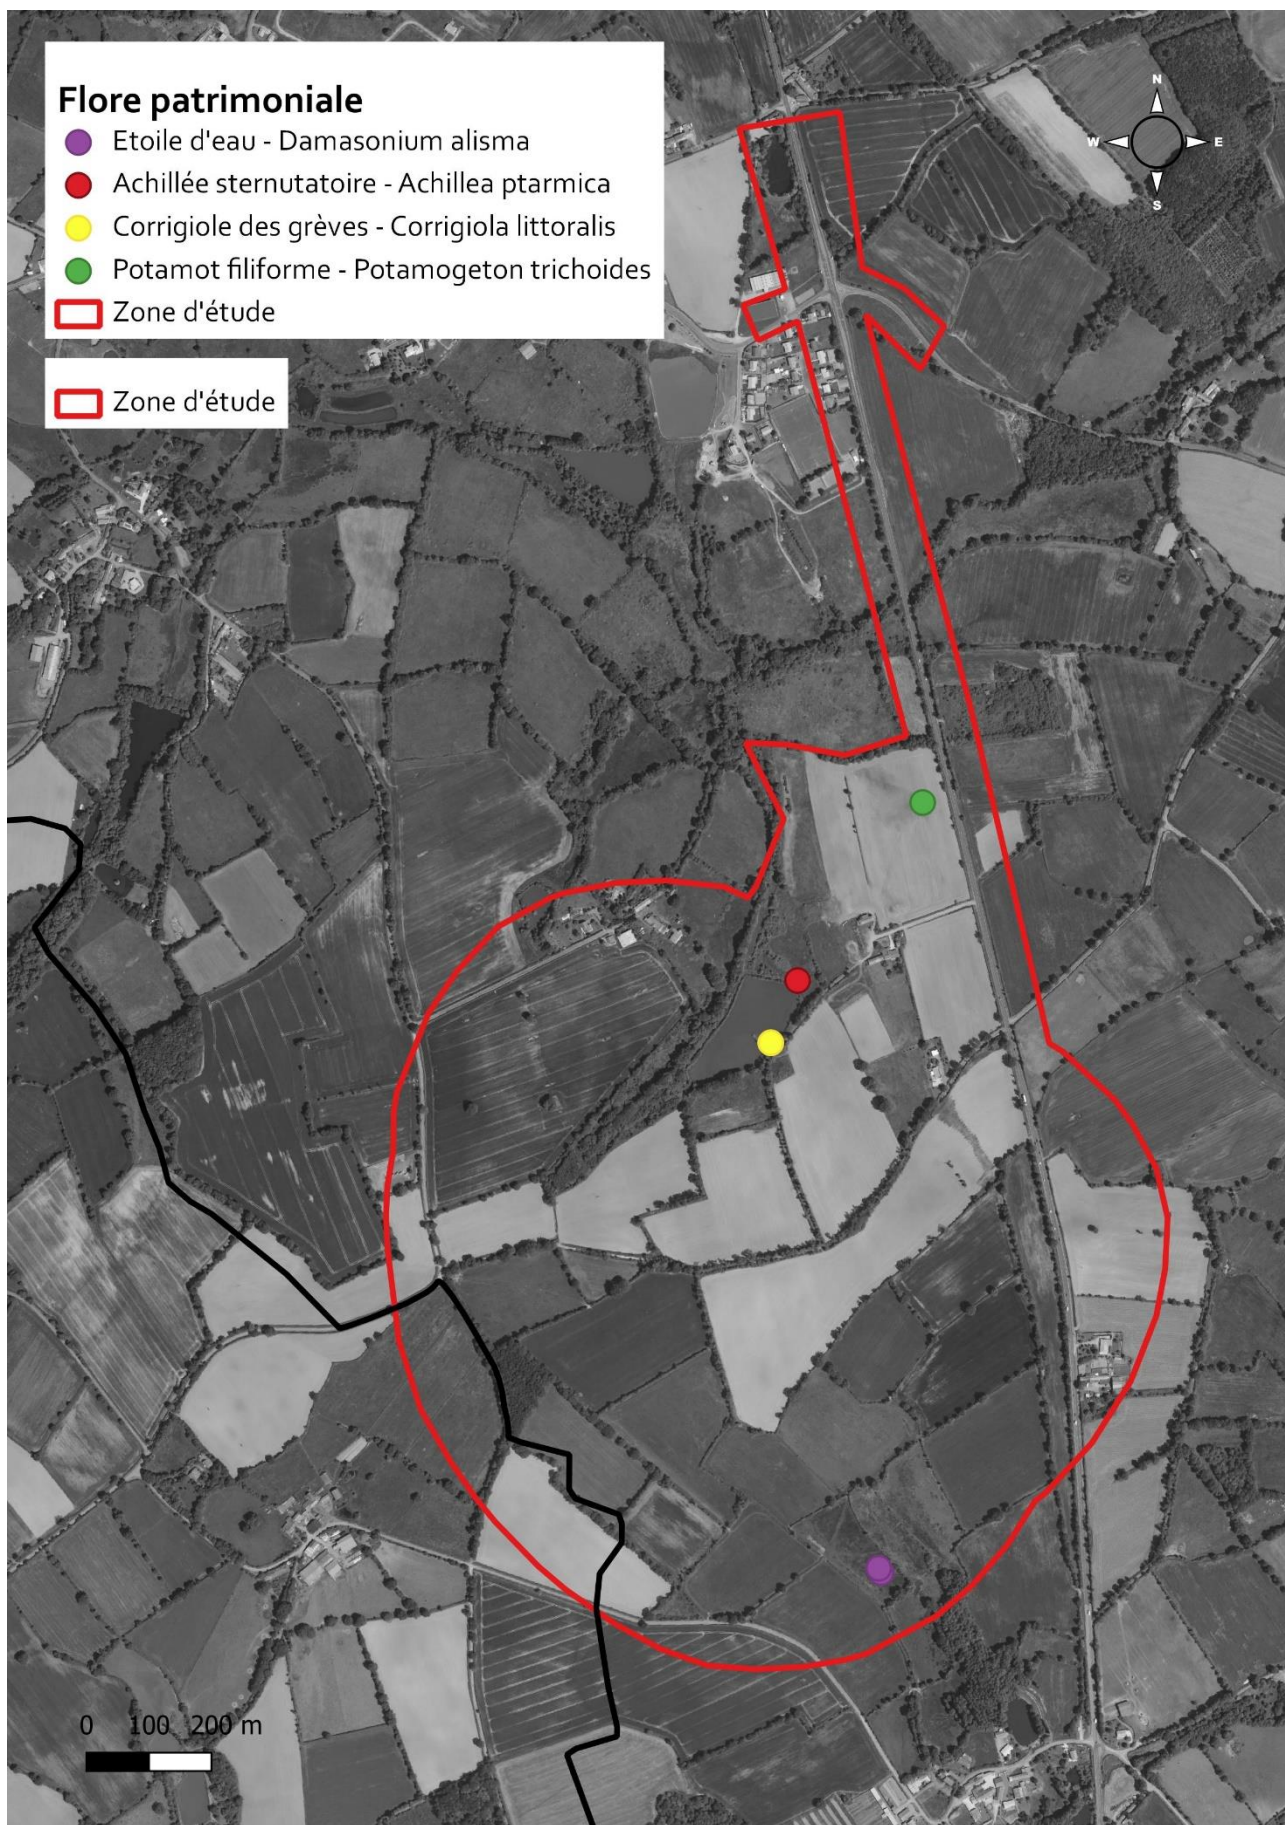 Flore patrimoniale
Etoile d'eau - Damasonium alisma
Achillée sternutatoire - Achillea ptarmica
Corrigiole des grèves - Corrigiola littoralis
Potamot filiforme - Potamogeton trichoides
Zone d'étude
Zone d'étude
N
W E
S
0 100 200 m